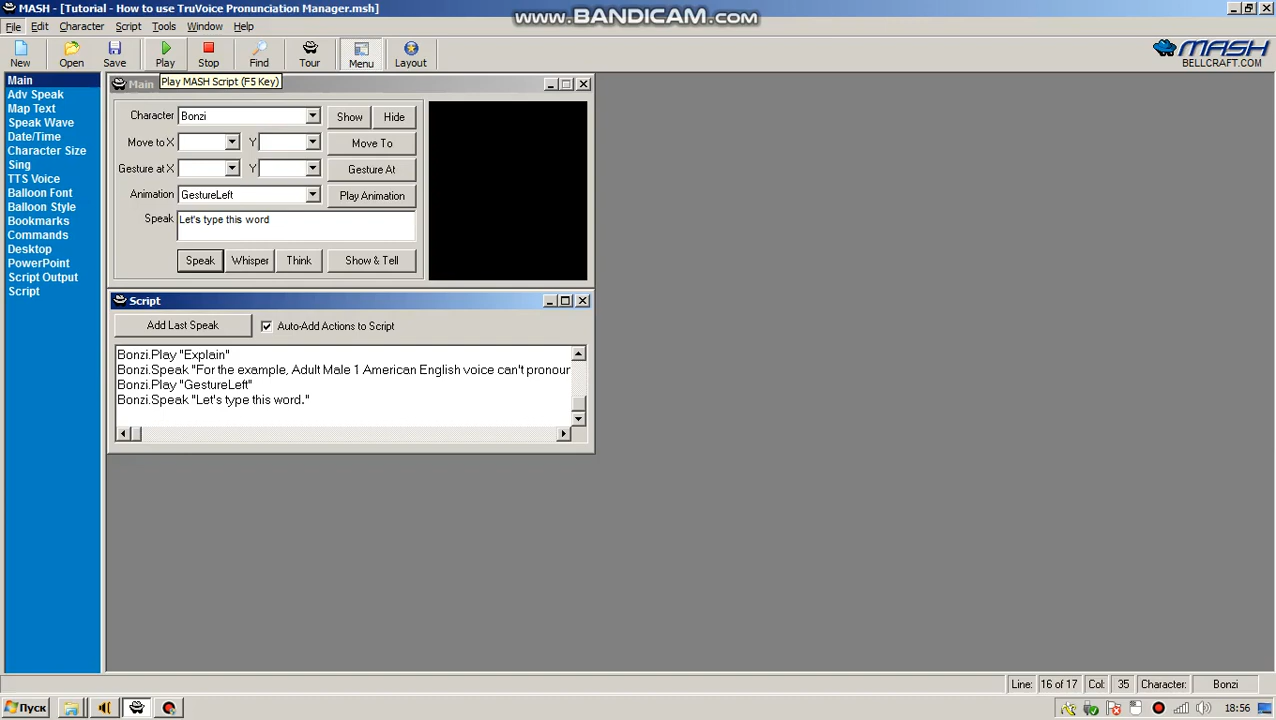 MASH - [Tutorial - How to use TruVoice Pronunciation Manager.msh]
www.BANDICAM.com
File Edit Character Script Tools Window Help
New Open Save Play Stop Find Tour Menu Layout
MASH
BELLCRAFT.COM
Play MASH Script (F5 Key)
Main
Adv Speak
Map Text
Speak Wave
Date/Time
Character Size
Sing
TTS Voice
Balloon Font
Balloon Style
Bookmarks
Commands
Desktop
PowerPoint
Script Output
Script
Main
Character Bonzi Show Hide
Move to X Y Move To
Gesture at X Y Gesture At
Animation GestureLeft Play Animation
Speak Let's type this word
Speak Whisper Think Show & Tell
Script
Add Last Speak Auto-Add Actions to Script
Bonzi.Play "Explain"
Bonzi.Speak "For the example, Adult Male 1 American English voice can't pronour
Bonzi.Play "GestureLeft"
Bonzi.Speak "Let's type this word."
Line: 16 of 17 Col: 35 Character: Bonzi
Пуск 18:56